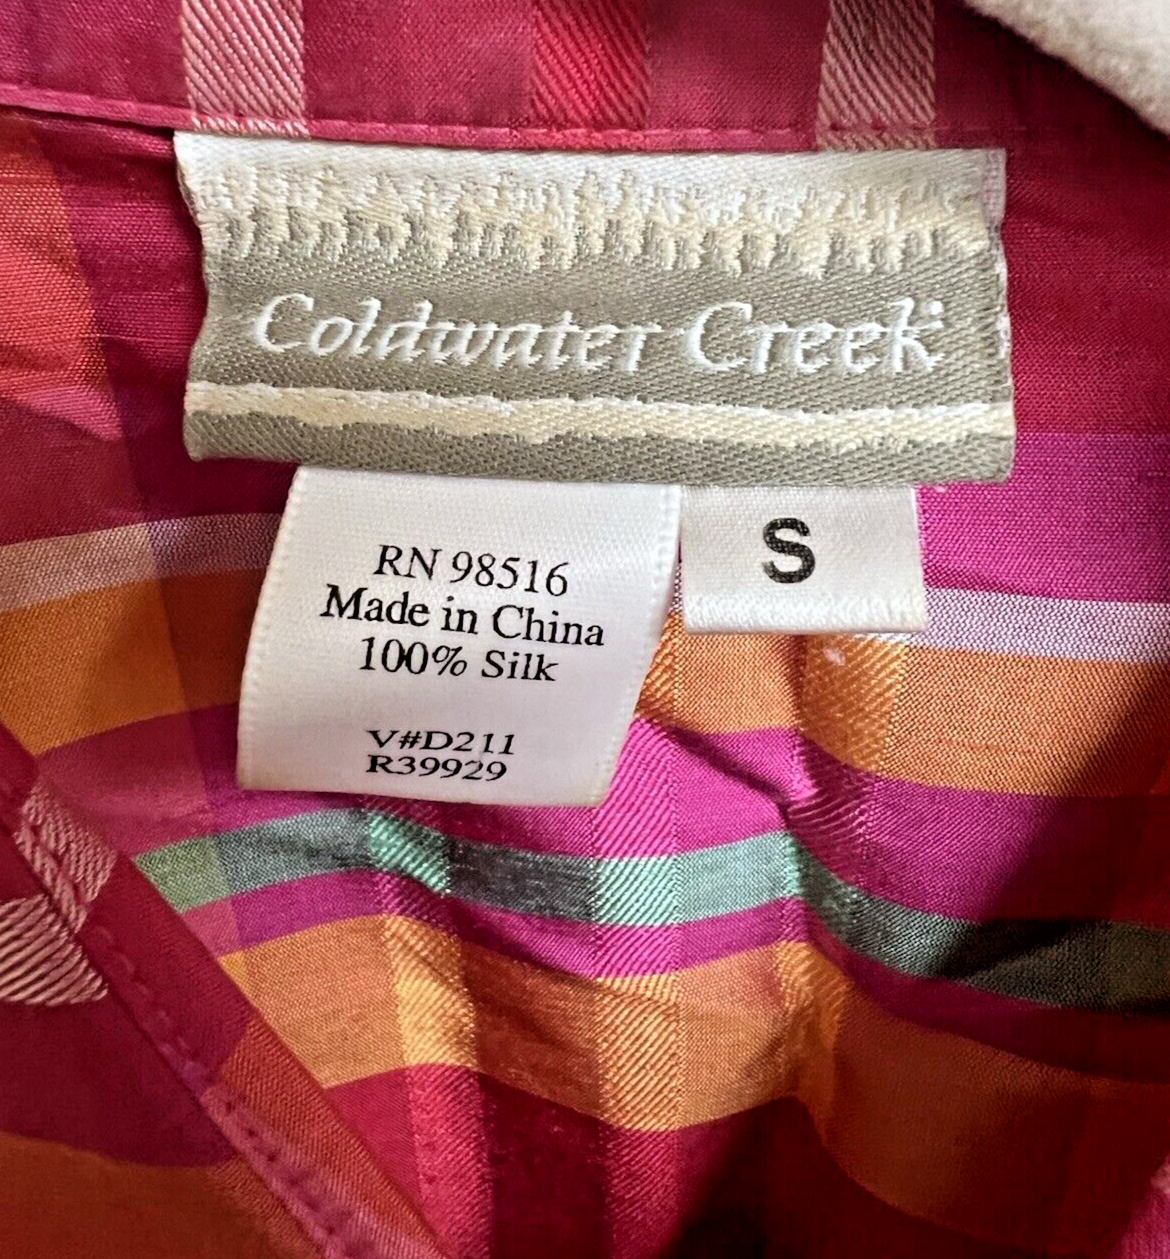 Coldwater Creek
RN 98516
Made in China
100% Silk
V#D211
R39929
S